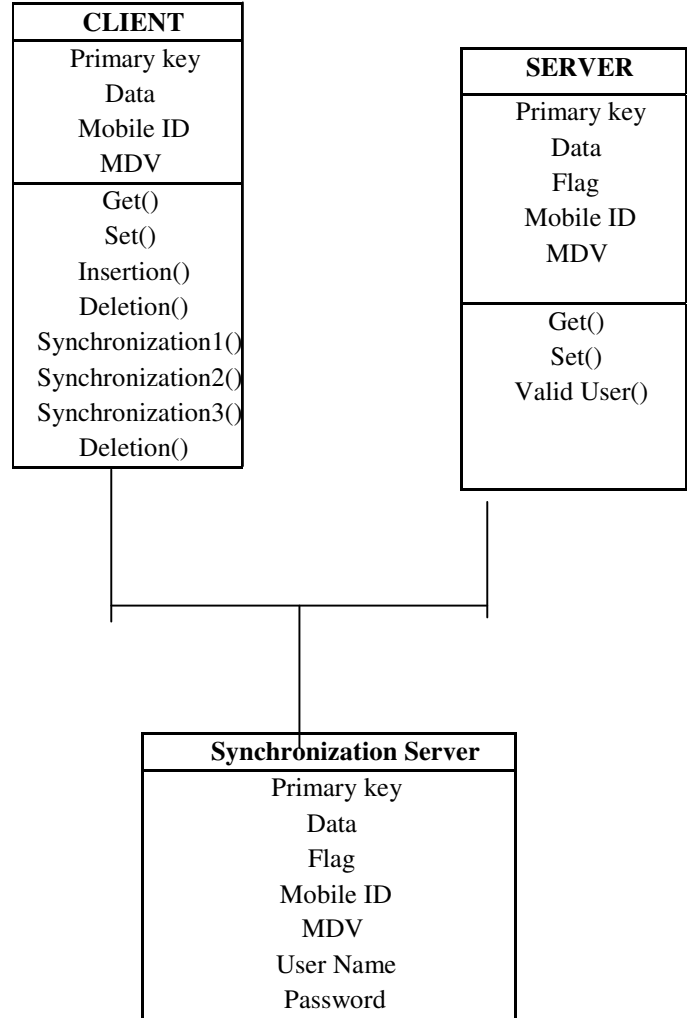 CLIENT
Primary key
Data
Mobile ID
MDV
Get()
Set()
Insertion()
Deletion()
Synchronization1()
Synchronization2()
Synchronization3()
Deletion()
SERVER
Primary key
Data
Flag
Mobile ID
MDV
Get()
Set()
Valid User()
Synchronization Server
Primary key
Data
Flag
Mobile ID
MDV
User Name
Password